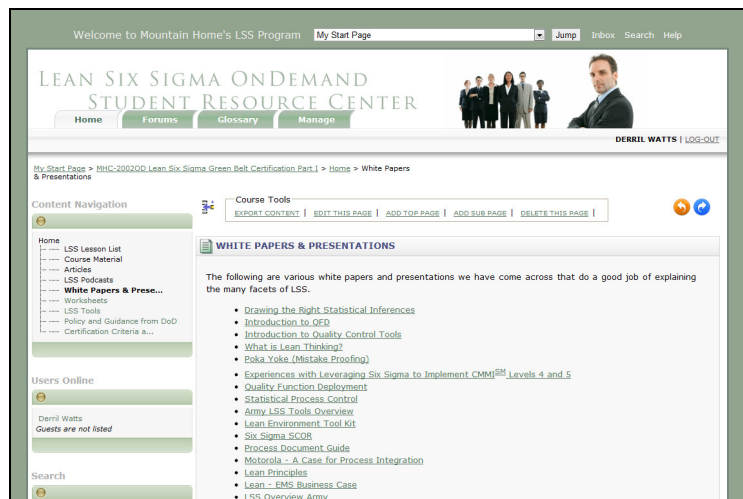 Welcome to Mountain Home's LSS Program My Start Page Jump Inbox Search Help
LEAN SIX SIGMA ONDEMAND
STUDENT RESOURCE CENTER
Home Forums Glossary Manage
DERRIL WATTS | LOG-OUT
My Start Page > MHC-2002OD Lean Six Sigma Green Belt Certification Part I > Home > White Papers
& Presentations
Content Navigation
Home
LSS Lesson List
Course Material
Articles
LSS Podcasts
White Papers & Prese...
Worksheets
LSS Tools
Policy and Guidance from DoD
Certification Criteria a...
Users Online
Derril Watts
Guests are not listed
Search
Course Tools
EXPORT CONTENT | EDIT THIS PAGE | ADD TOP PAGE | ADD SUB PAGE | DELETE THIS PAGE |
WHITE PAPERS & PRESENTATIONS
The following are various white papers and presentations we have come across that do a good job of explaining
the many facets of LSS.
• Drawing the Right Statistical Inferences
• Introduction to QFD
• Introduction to Quality Control Tools
• What is Lean Thinking?
• Poka Yoke (Mistake Proofing)
• Experiences with Leveraging Six Sigma to Implement CMMI℠ Levels 4 and 5
• Quality Function Deployment
• Statistical Process Control
• Army LSS Tools Overview
• Lean Environment Tool Kit
• Six Sigma SCOR
• Process Document Guide
• Motorola - A Case for Process Integration
• Lean Principles
• Lean - EMS Business Case
• LSS Overview Army